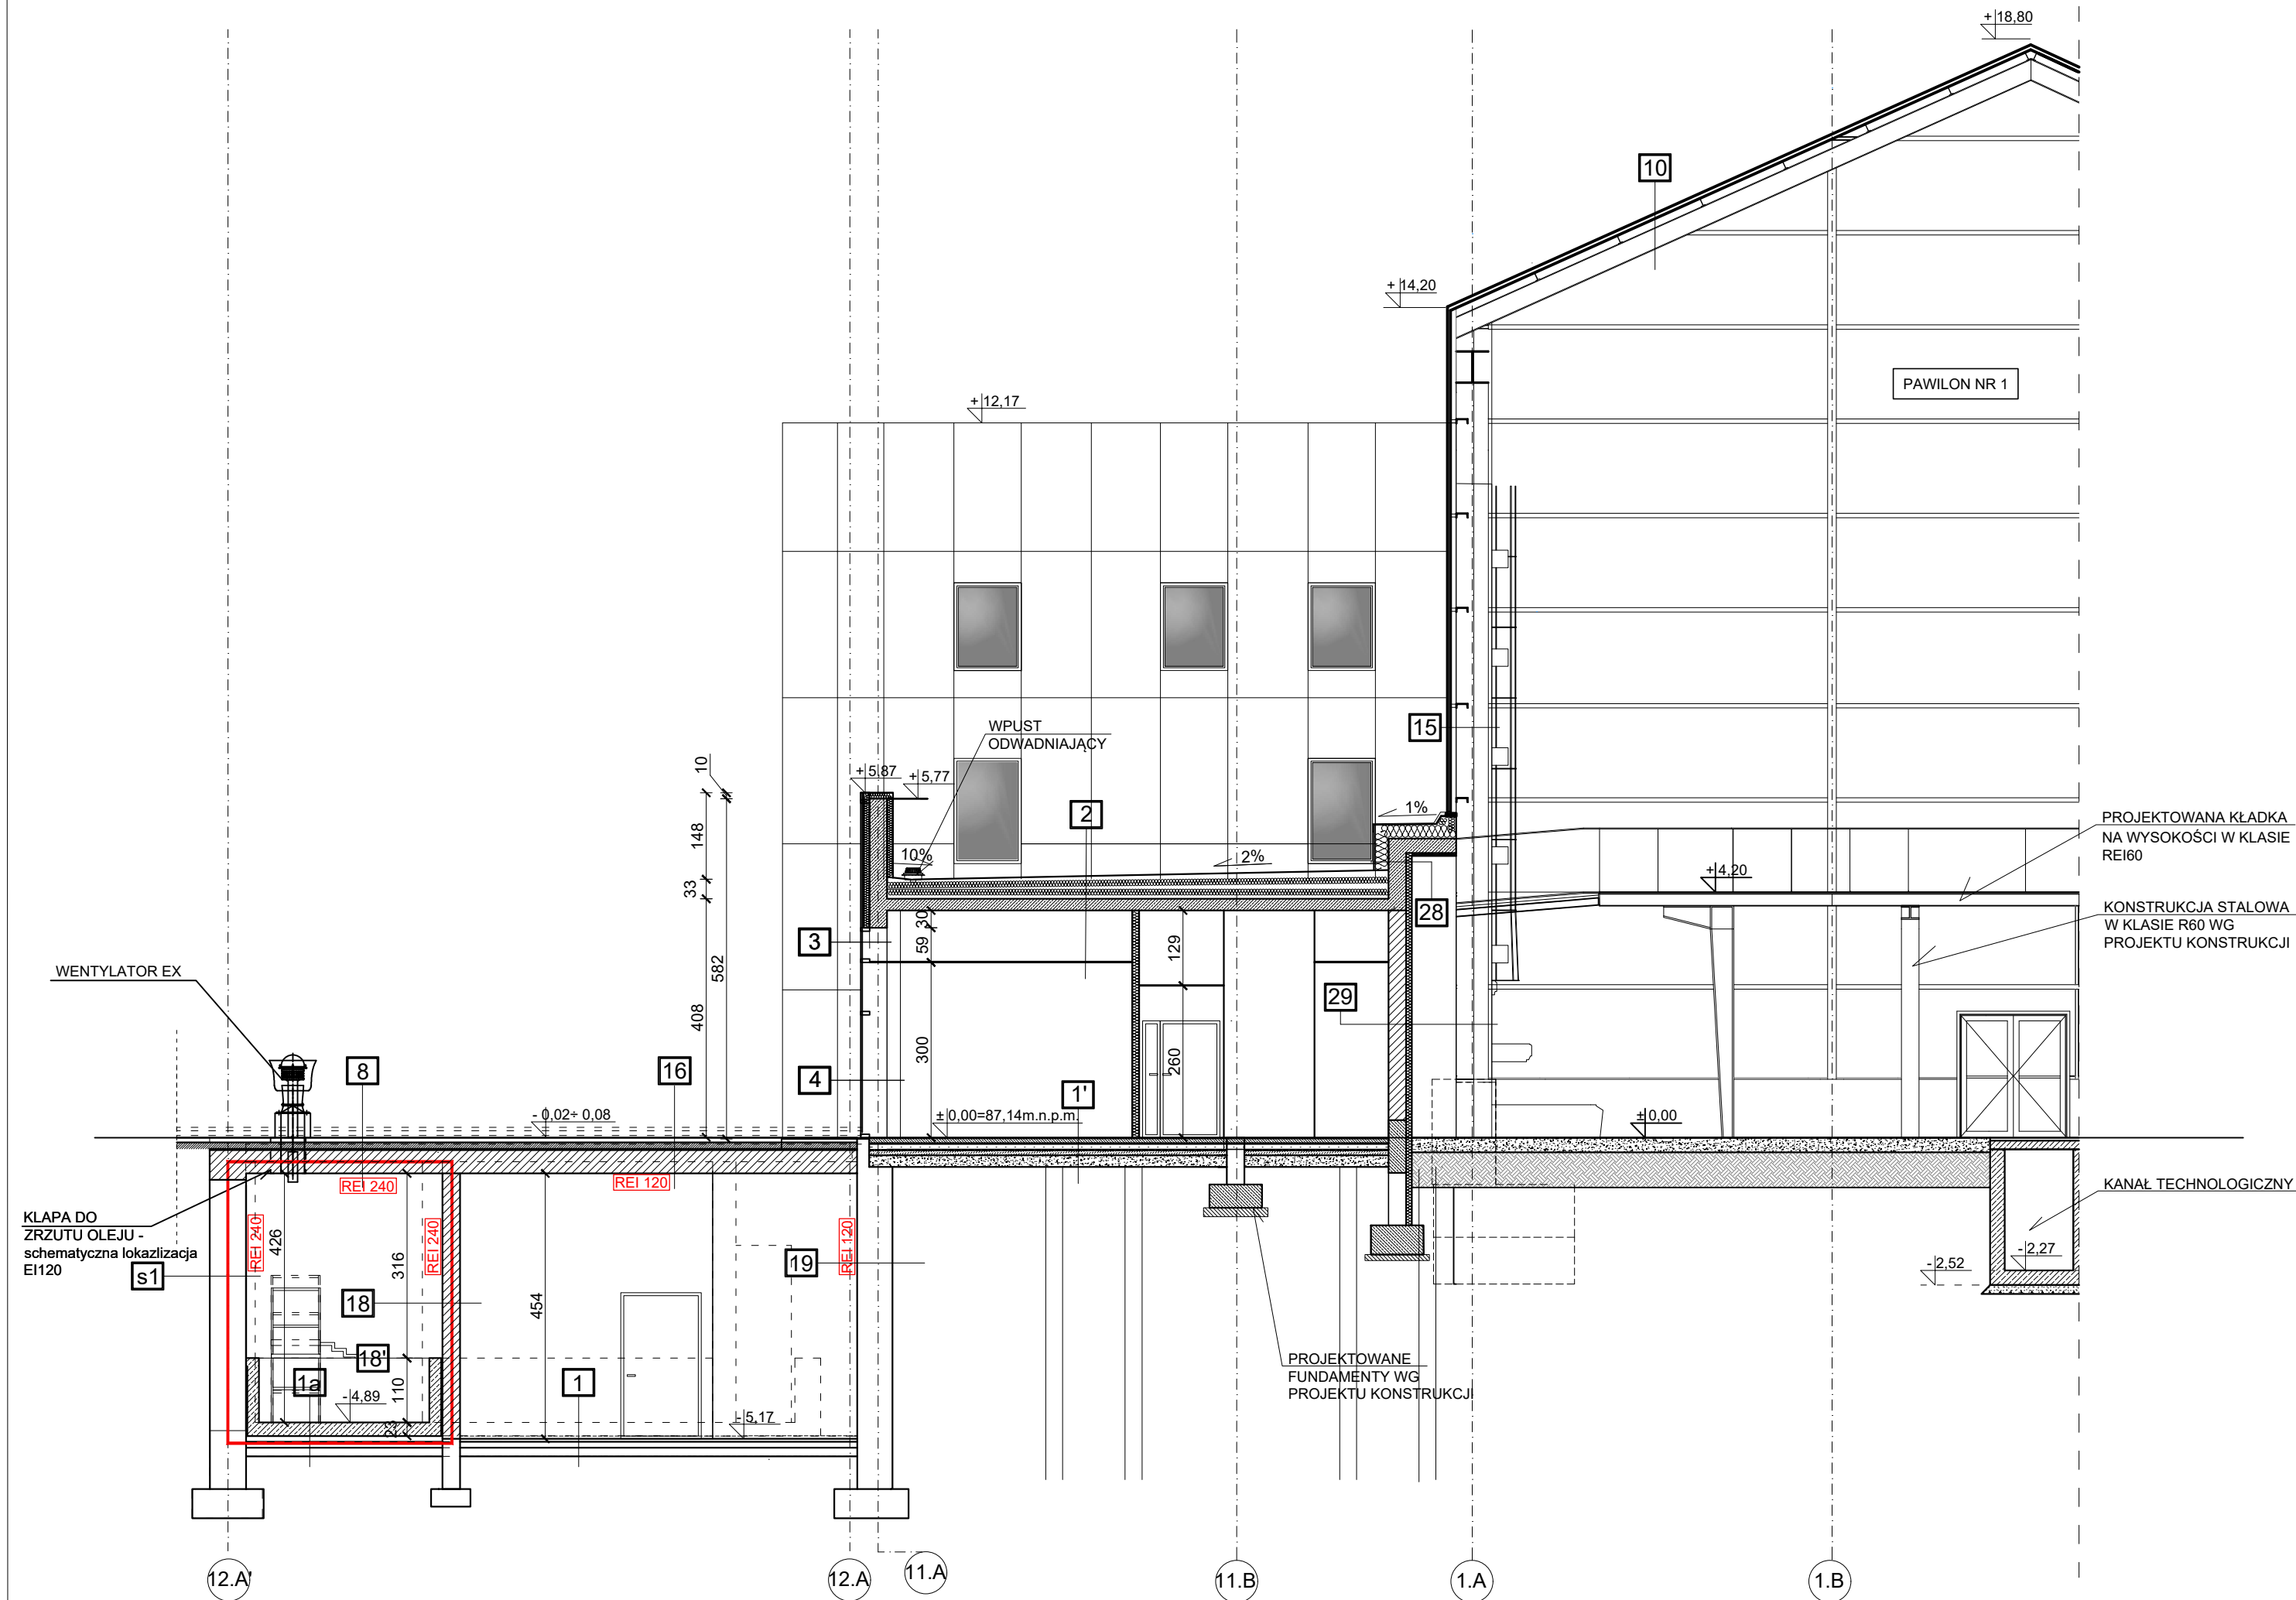 +18,80
10
+14,20
PAWILON NR 1
+12,17
WPUST
ODWADNIAJĄCY
15
10
+5,87
+5,77
2
1%
148
10%
2%
PROJEKTOWANA KŁADKA
NA WYSOKOŚCI W KLASIE
REI60
+4,20
33
28
30
KONSTRUKCJA STALOWA
W KLASIE R60 WG
PROJEKTU KONSTRUKCJI
3
59
129
582
WENTYLATOR EX
29
408
300
260
8
16
4
1'
- 0,02÷ 0,08
±0,00=87,14m.n.p.m.
±0,00
REI 240
REI 120
KANAŁ TECHNOLOGICZNY
KLAPA DO
ZRZUTU OLEJU -
schematyczna lokazlizacja
EI120
REI 240
426
REI 240
316
REI 120
19
s1
- 2,52
- 2,27
18
454
18'
1a
110
1
- 4,89
- 5,17
23
PROJEKTOWANE
FUNDAMENTY WG
PROJEKTU KONSTRUKCJI
12.A'
12.A
11.A
11.B
1.A
1.B